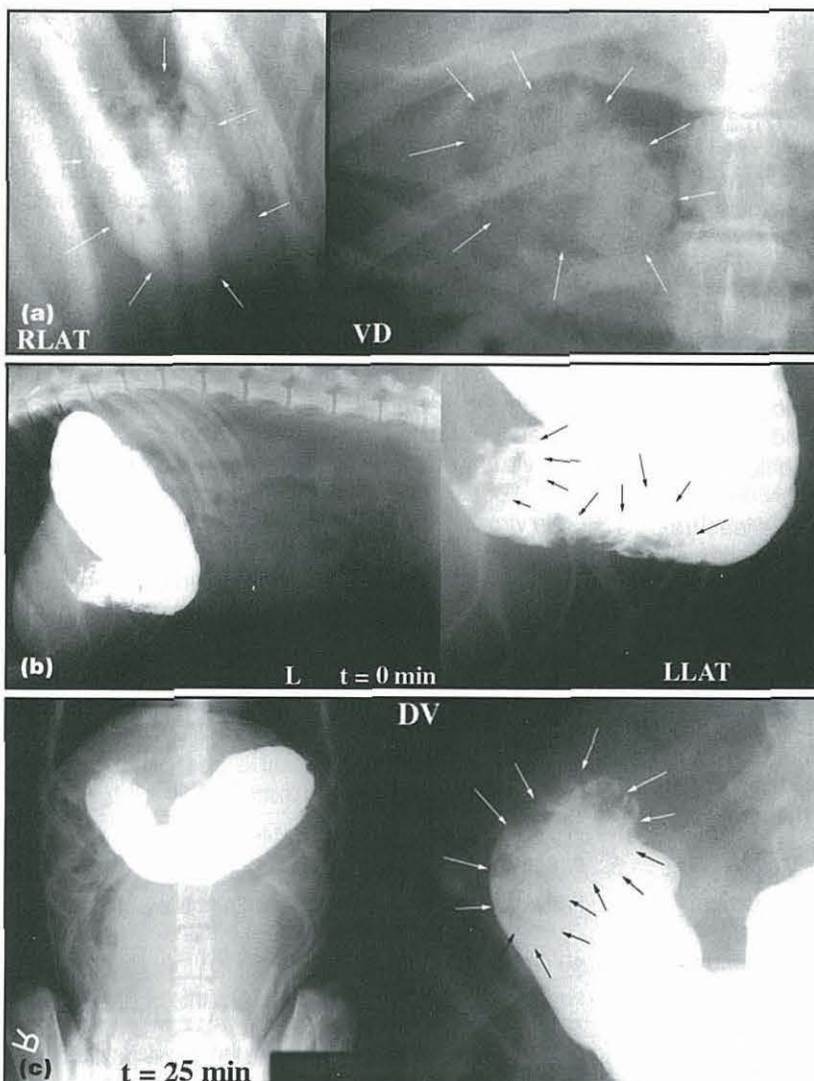 (a)
RLAT
VD
(b)
L t = 0 min
LLAT
DV
R
(c) t = 25 min